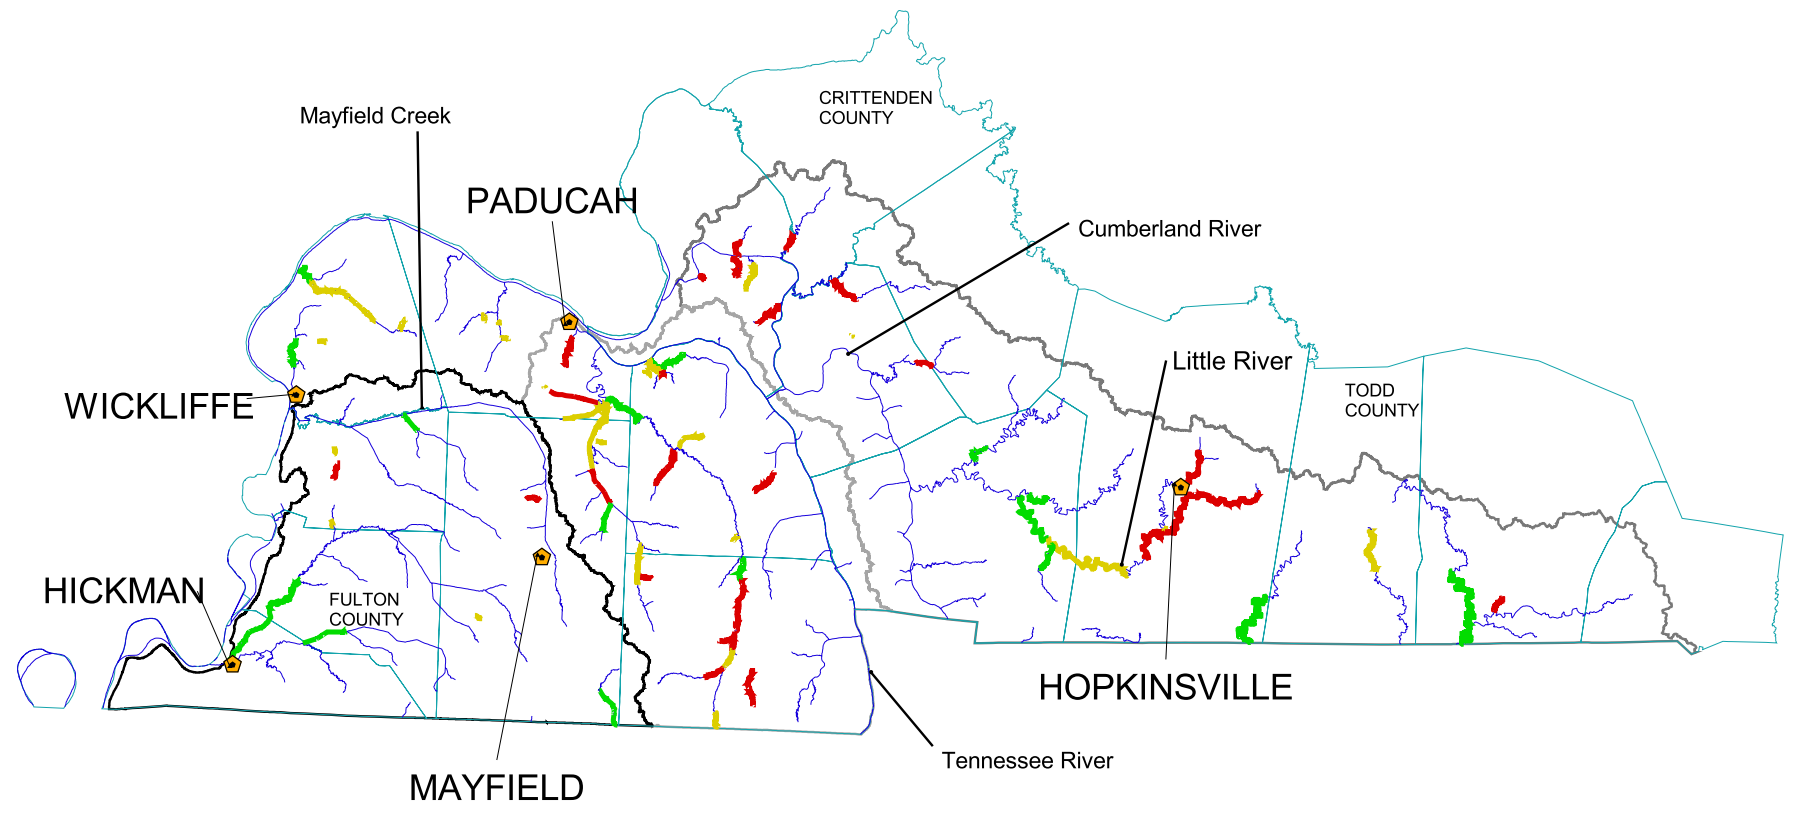 CRITTENDEN
COUNTY
Mayfield Creek
PADUCAH
Cumberland River
Little River
TODD
COUNTY
WICKLIFFE
HICKMAN
FULTON
COUNTY
HOPKINSVILLE
Tennessee River
MAYFIELD